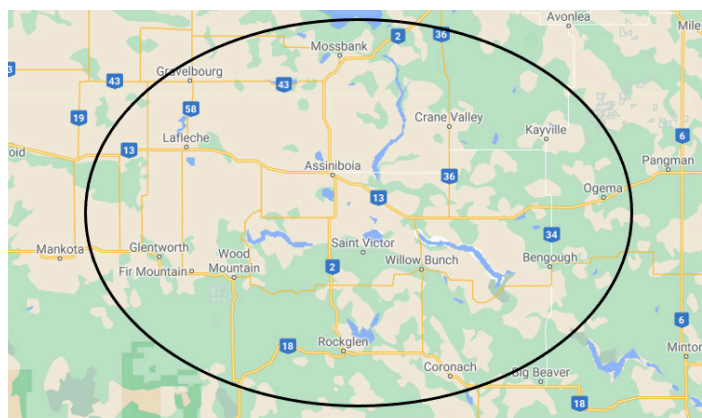 Avonlea
2
36
Mossbank
Mile
3
43
Gravelbourg
43
58
19
Crane Valley
Kayville
6
13
Lafleche
oid
Assiniboia
36
Pangman
13
Ogema
34
Mankota
Glentworth
Wood
Mountain
Saint Victor
Fir Mountain
2
Willow Bunch
Bengough
6
18
Rockglen
Minton
Coronach
Big Beaver
18